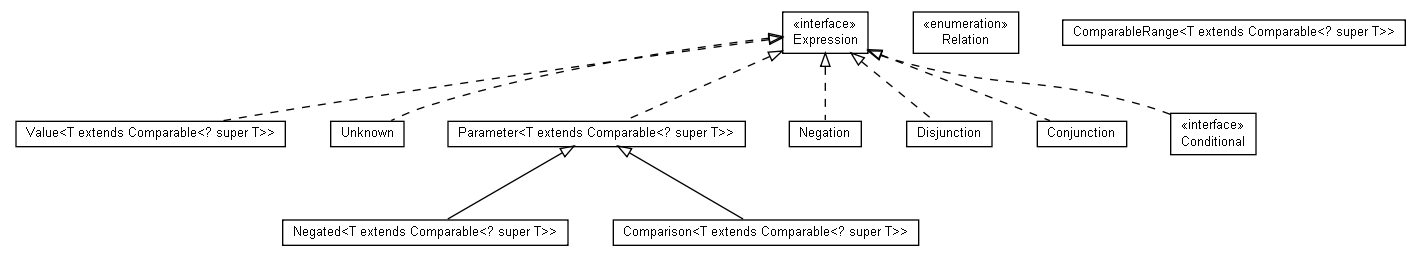 «interface»
Expression
«enumeration»
Relation
ComparableRange<T extends Comparable<? super T>>
Value<T extends Comparable<? super T>>
Unknown
Parameter<T extends Comparable<? super T>>
Negation
Disjunction
Conjunction
«interface»
Conditional
Negated<T extends Comparable<? super T>>
Comparison<T extends Comparable<? super T>>